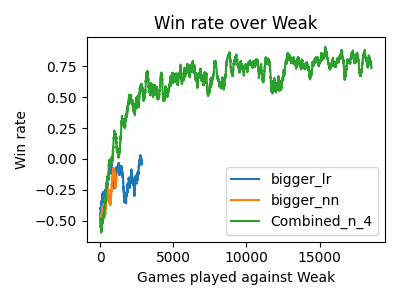 Win rate over Weak
Win rate
0.75
0.50
0.25
0.00
−0.25
−0.50
bigger_lr
bigger_nn
Combined_n_4
0
5000
10000
15000
Games played against Weak